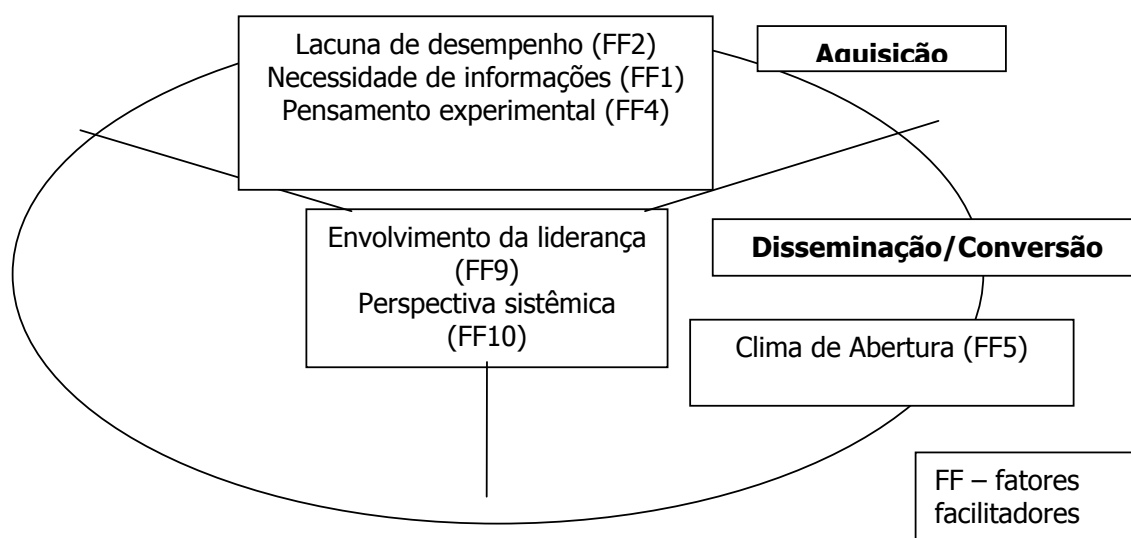 Lacuna de desempenho (FF2)
Necessidade de informações (FF1)
Pensamento experimental (FF4)
Aquisição
Envolvimento da liderança
(FF9)
Perspectiva sistêmica
(FF10)
Disseminação/Conversão
Clima de Abertura (FF5)
FF – fatores
facilitadores